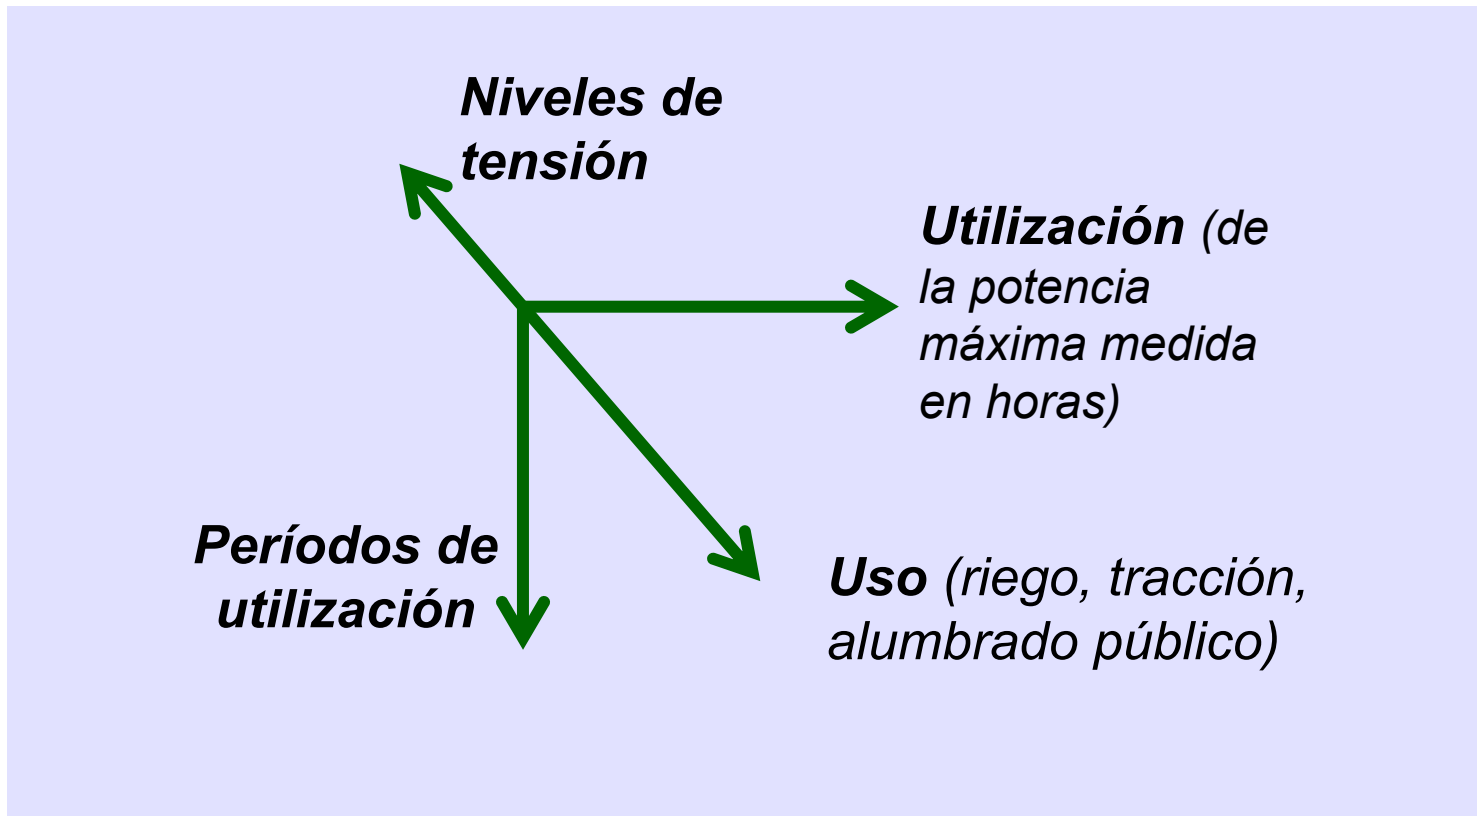 Niveles de
tensión
Utilización (de
la potencia
máxima medida
en horas)
Períodos de
utilización
Uso (riego, tracción,
alumbrado público)